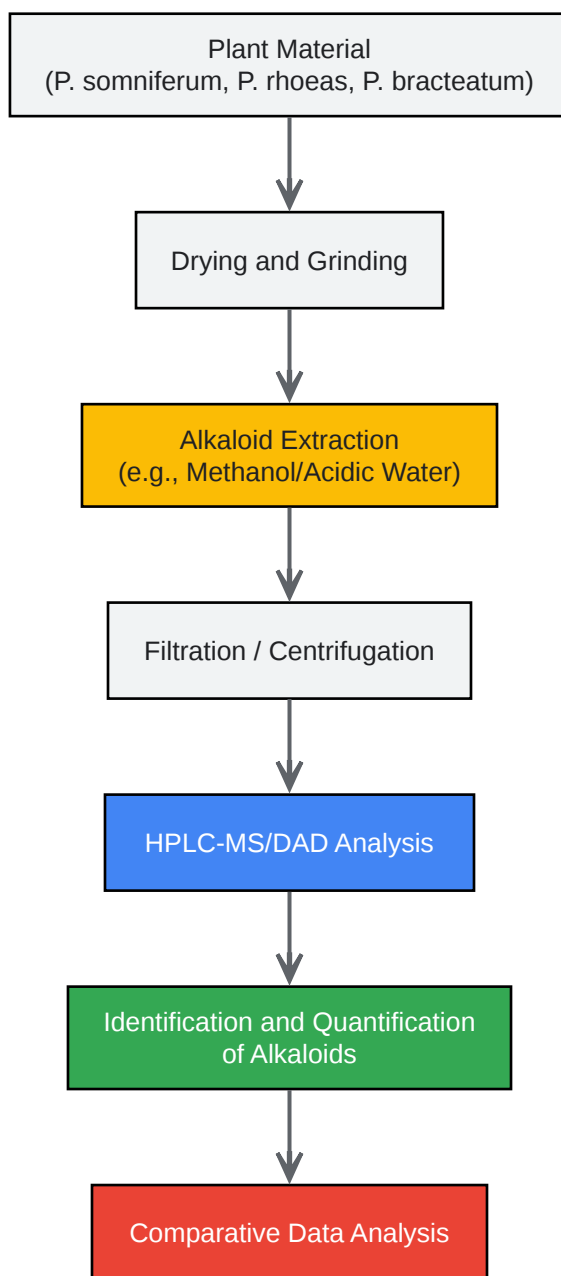 Plant Material
(P. somniferum, P. rhoeas, P. bracteatum)
Drying and Grinding
Alkaloid Extraction
(e.g., Methanol/Acidic Water)
Filtration / Centrifugation
HPLC-MS/DAD Analysis
Identification and Quantification
of Alkaloids
Comparative Data Analysis